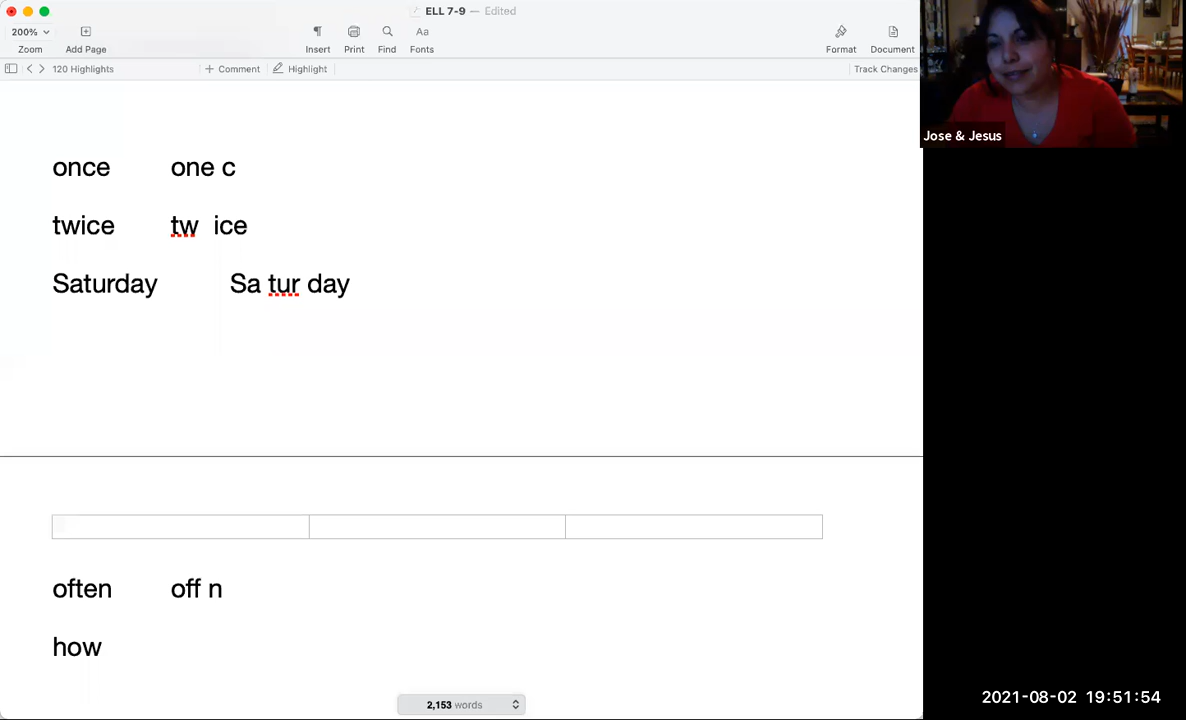 ELL 7-9 — Edited
200%
Zoom Add Page Insert Print Find Fonts Format Document
120 Highlights + Comment Highlight Track Changes
Jose & Jesus
once one c
twice tw ice
Saturday Sa tur day
often off n
how
2,153 words
2021-08-02 19:51:54